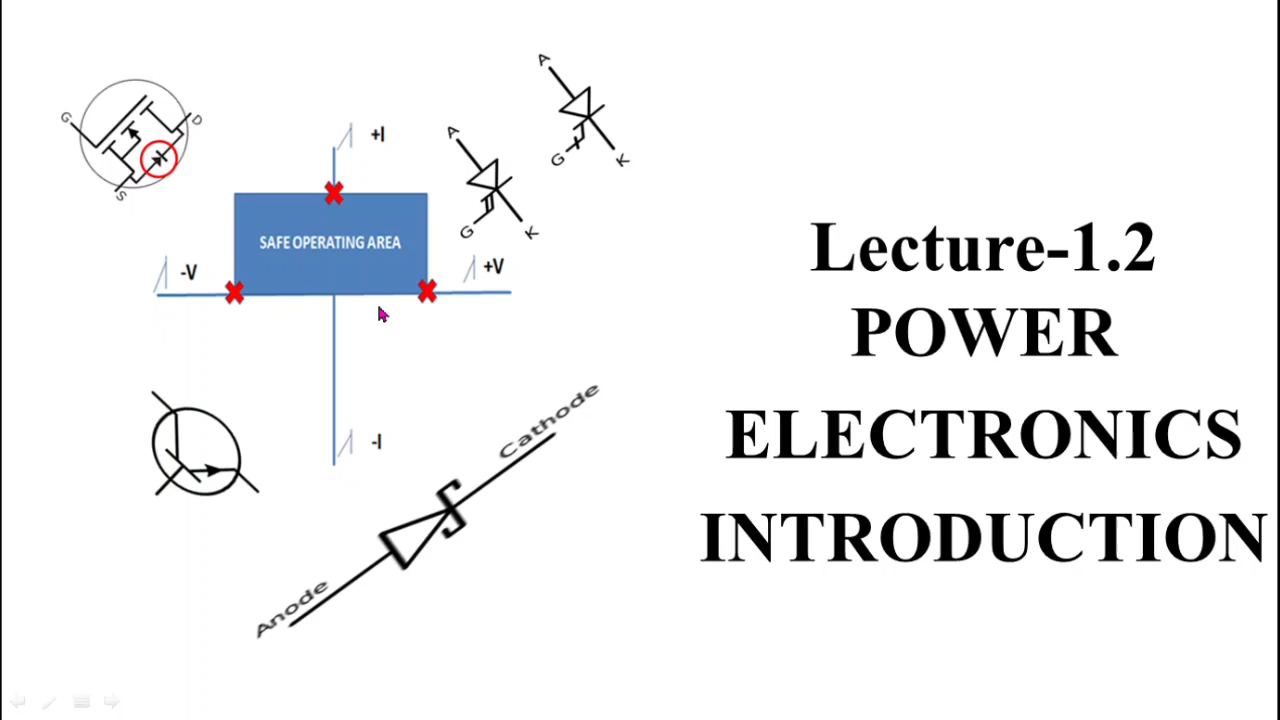 Lecture-1.2
POWER
ELECTRONICS
INTRODUCTION
G
D
S
+I
SAFE OPERATING AREA
-V
+V
-I
A
G
K
A
G
K
Cathode
Anode